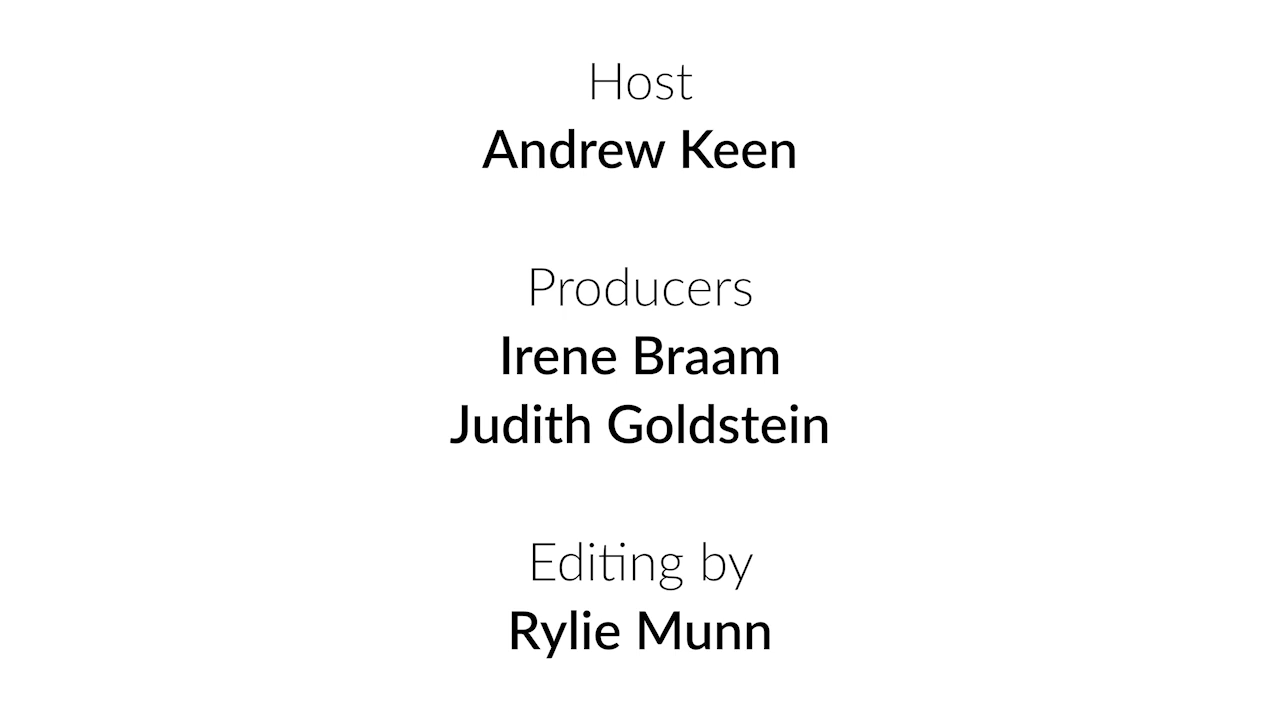 Host
Andrew Keen
Producers
Irene Braam
Judith Goldstein
Editing by
Rylie Munn